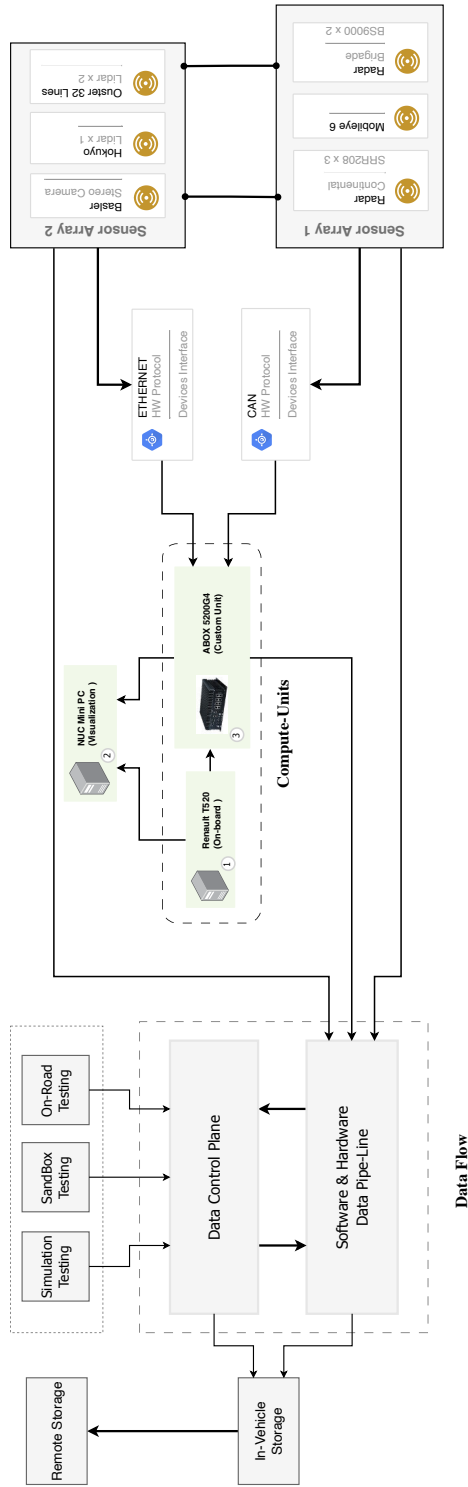 Remote Storage
In-Vehicle
Storage
Simulation
Testing
SandBox
Testing
On-Road
Testing
Data Control Plane
Software & Hardware
Data Pipe-Line
Data Flow
1
Renault T520
(On-board )
2
NUC Mini PC
(Visualization )
3
ABOX 5200G4
(Custom Unit)
Compute-Units
ETHERNET
HW Protocol
Devices Interface
CAN
HW Protocol
Devices Interface
Sensor Array 2
Basler
Stereo Camera
Hokuyo
Lidar x 1
Ouster 32 Lines
Lidar x 2
Sensor Array 1
Radar
Continental
SRR208 x 3
Mobileye 6
Radar
Brigade
BS9000 x 2